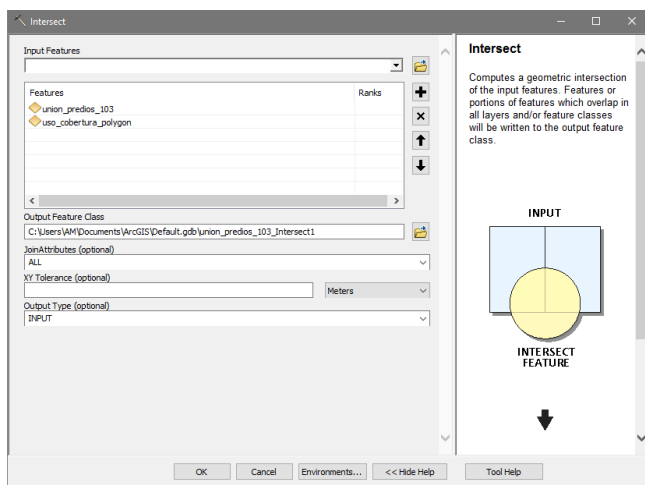 Intersect
Input Features
Features Ranks
union_predios_103
uso_cobertura_polygon
Output Feature Class
C:\Users\AM\Documents\ArcGIS\Default.gdb\union_predios_103_Intersect1
JoinAttributes (optional)
ALL
XY Tolerance (optional)
Meters
Output Type (optional)
INPUT
OK Cancel Environments... << Hide Help Tool Help
Intersect
Computes a geometric intersection
of the input features. Features or
portions of features which overlap in
all layers and/or feature classes
will be written to the output feature
class.
INPUT
INTERSECT
FEATURE